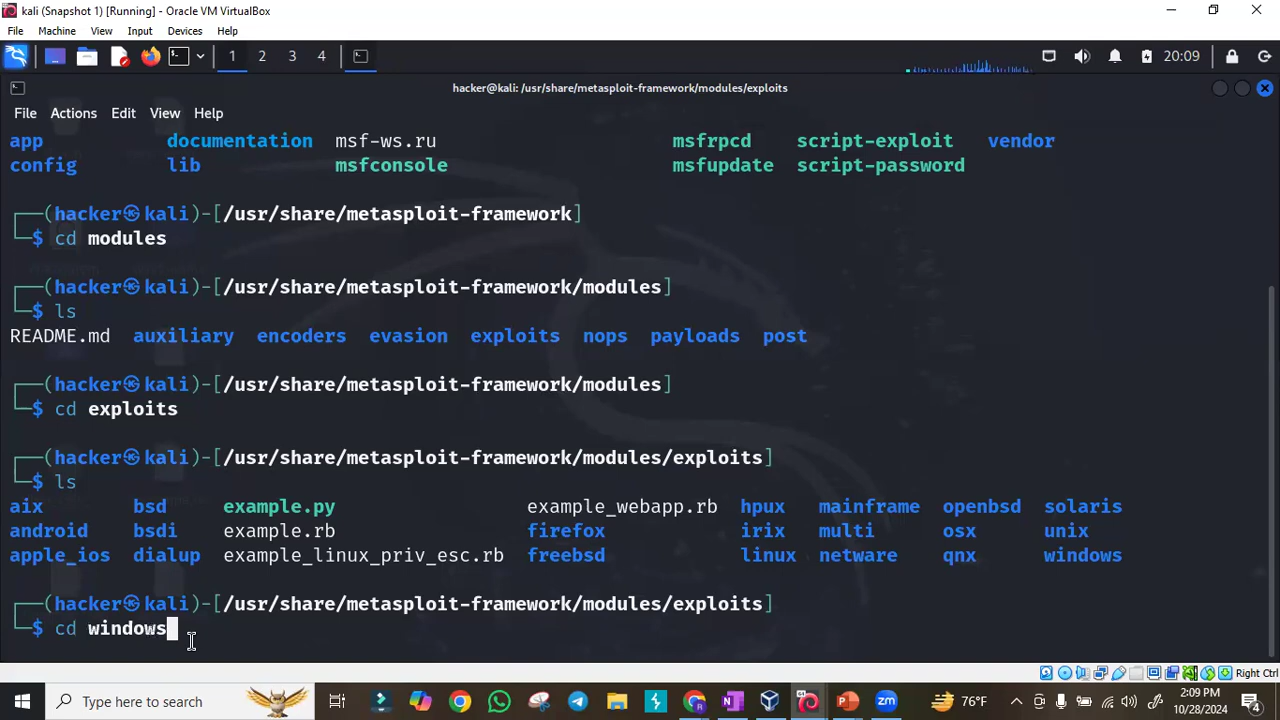 kali (Snapshot 1) [Running] - Oracle VM VirtualBox
File Machine View Input Devices Help
1 2 3 4 20:09
hacker@kali: /usr/share/metasploit-framework/modules/exploits
File Actions Edit View Help
app documentation msf-ws.ru msfrpcd script-exploit vendor
config lib msfconsole msfupdate script-password
┌──(hacker㉿kali)-[/usr/share/metasploit-framework]
└─$ cd modules
┌──(hacker㉿kali)-[/usr/share/metasploit-framework/modules]
└─$ ls
README.md auxiliary encoders evasion exploits nops payloads post
┌──(hacker㉿kali)-[/usr/share/metasploit-framework/modules]
└─$ cd exploits
┌──(hacker㉿kali)-[/usr/share/metasploit-framework/modules/exploits]
└─$ ls
aix bsd example.py example_webapp.rb hpux mainframe openbsd solaris
android bsdi example.rb firefox irix multi osx unix
apple_ios dialup example_linux_priv_esc.rb freebsd linux netware qnx windows
┌──(hacker㉿kali)-[/usr/share/metasploit-framework/modules/exploits]
└─$ cd windows
Right Ctrl
Type here to search 76°F 2:09 PM
10/28/2024 4